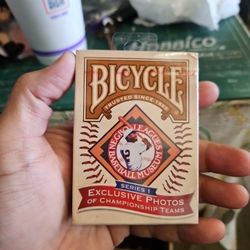 BICYCLE
TRUSTED SINCE 1885
NEGRO LEAGUES
BASEBALL MUSEUM
SERIES 1
EXCLUSIVE PHOTOS
OF CHAMPIONSHIP TEAMS